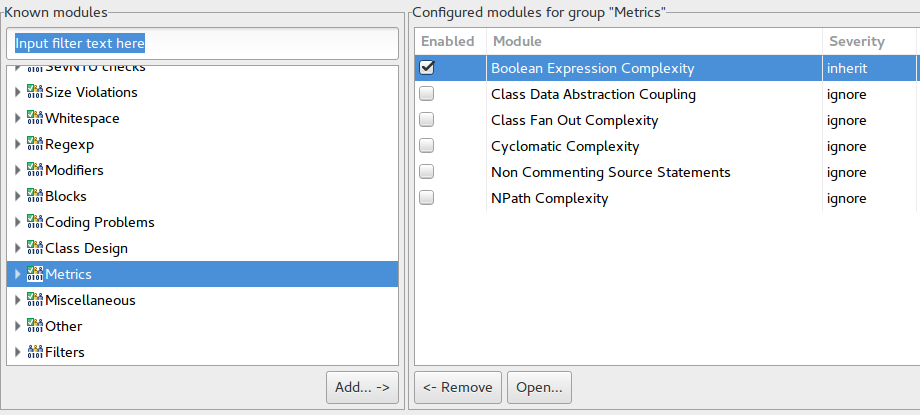 Known modules
Input filter text here
SevNTU checks
Size Violations
Whitespace
Regexp
Modifiers
Blocks
Coding Problems
Class Design
Metrics
Miscellaneous
Other
Filters
Add... ->
Configured modules for group "Metrics"
Enabled Module Severity
Boolean Expression Complexity inherit
Class Data Abstraction Coupling ignore
Class Fan Out Complexity ignore
Cyclomatic Complexity ignore
Non Commenting Source Statements ignore
NPath Complexity ignore
<- Remove Open...